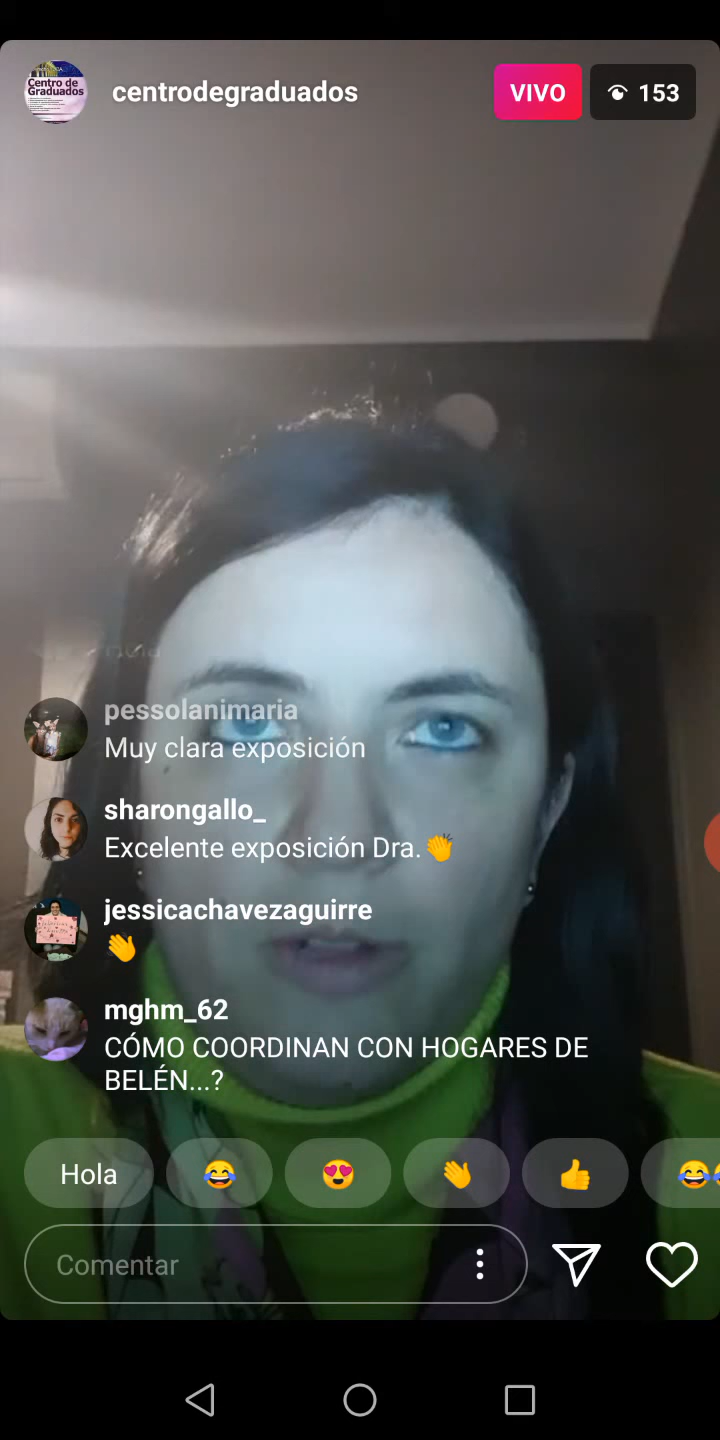 Centro de
Graduados
centrodegraduados
VIVO
153
Hola
pessolanimaria
Muy clara exposición
sharongallo_
Excelente exposición Dra.👏
jessicachavezaguirre
👋
mghm_62
CÓMO COORDINAN CON HOGARES DE
BELÉN...?
Hola 😂 😍 👋 👍 😂
Comentar